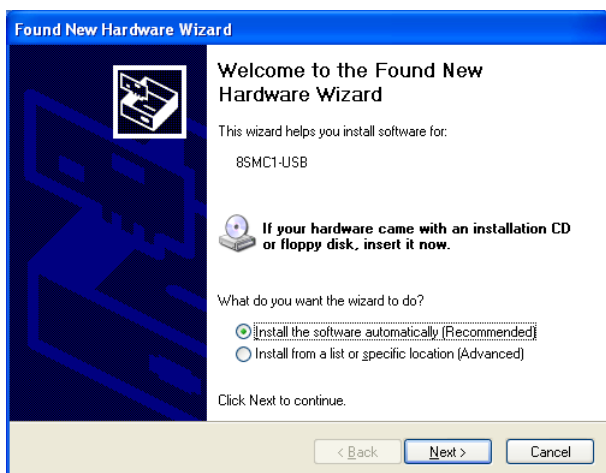 Found New Hardware Wizard
Welcome to the Found New
Hardware Wizard
This wizard helps you install software for:
8SMC1-USB
If your hardware came with an installation CD
or floppy disk, insert it now.
What do you want the wizard to do?
Install the software automatically (Recommended)
Install from a list or specific location (Advanced)
Click Next to continue.
< Back Next > Cancel